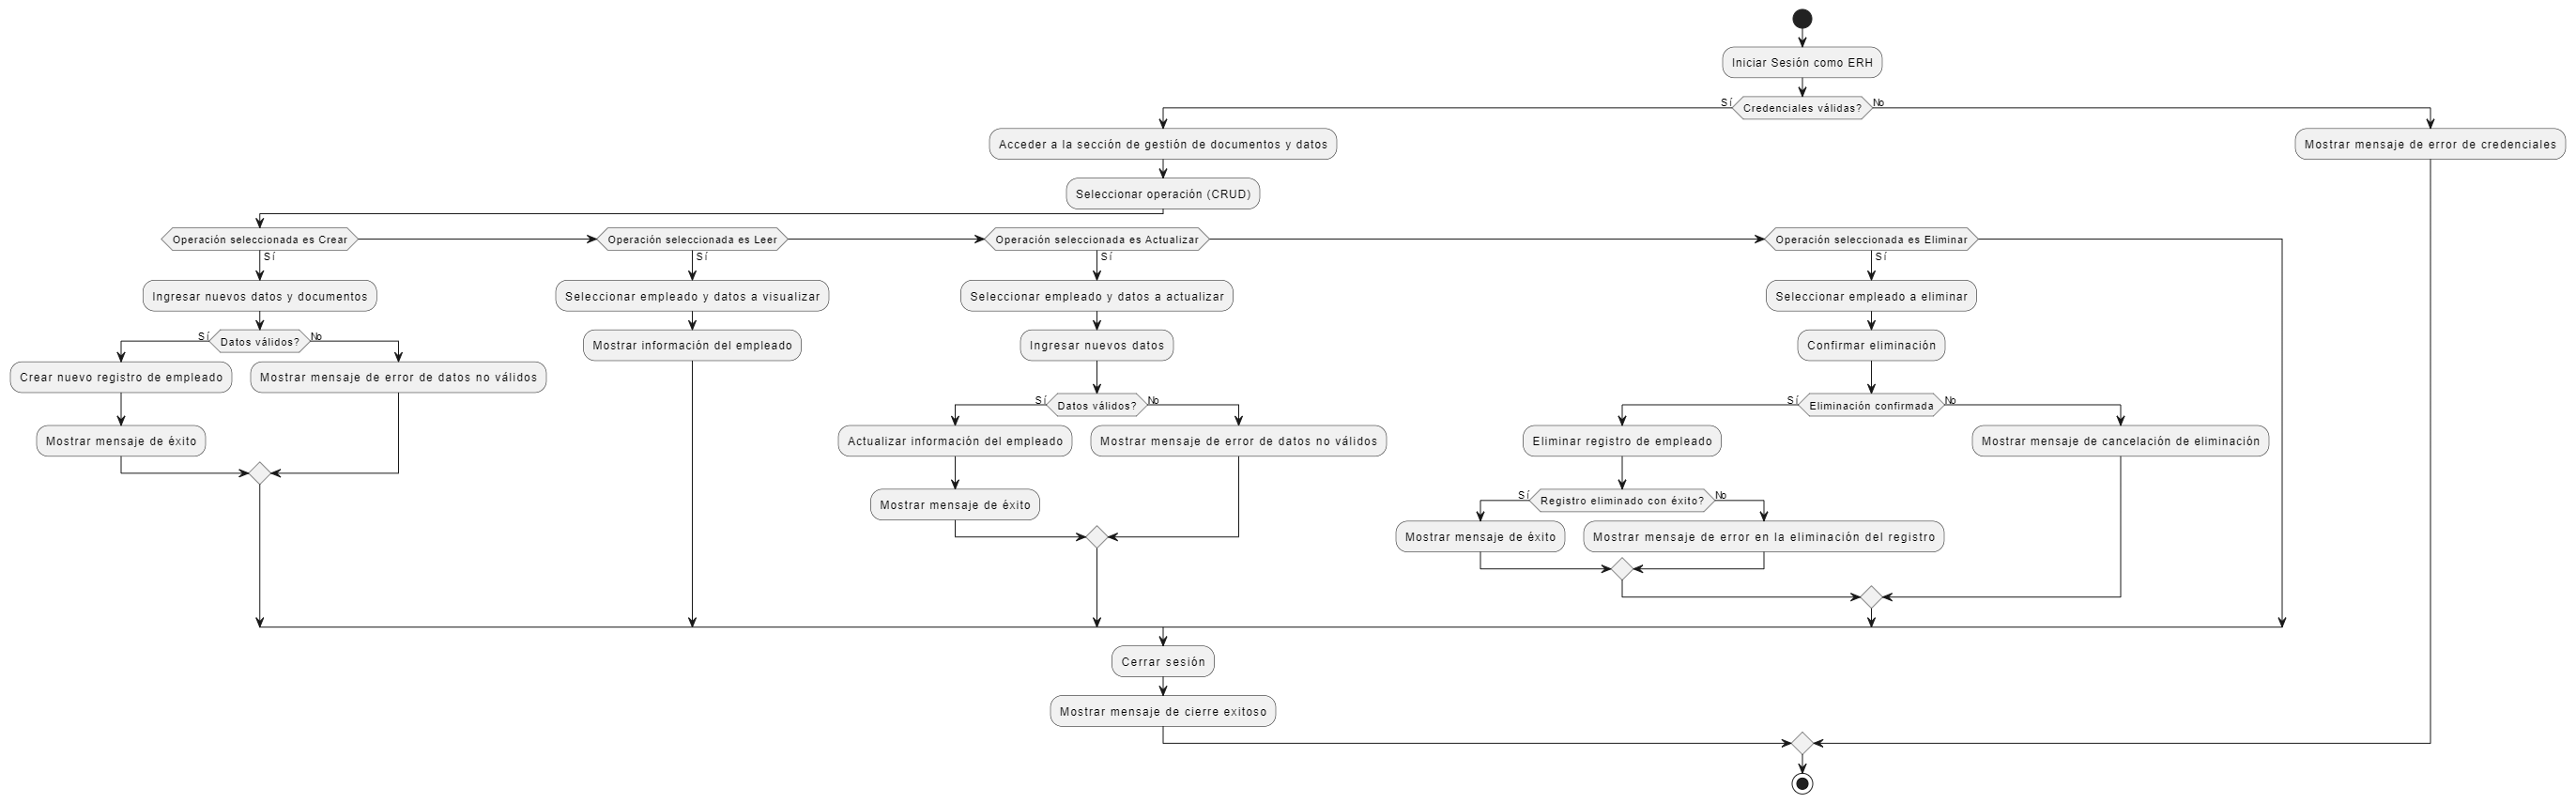 Iniciar Sesión como ERH
Sí
Credenciales válidas?
No
Acceder a la sección de gestión de documentos y datos
Mostrar mensaje de error de credenciales
Seleccionar operación (CRUD)
Operación seleccionada es Crear
Operación seleccionada es Leer
Operación seleccionada es Actualizar
Operación seleccionada es Eliminar
Sí
Sí
Sí
Sí
Ingresar nuevos datos y documentos
Seleccionar empleado y datos a visualizar
Seleccionar empleado y datos a actualizar
Seleccionar empleado a eliminar
Sí
Datos válidos?
No
Mostrar información del empleado
Ingresar nuevos datos
Confirmar eliminación
Crear nuevo registro de empleado
Mostrar mensaje de error de datos no válidos
Sí
Datos válidos?
No
Sí
Eliminación confirmada
No
Mostrar mensaje de éxito
Actualizar información del empleado
Mostrar mensaje de error de datos no válidos
Eliminar registro de empleado
Mostrar mensaje de cancelación de eliminación
Mostrar mensaje de éxito
Sí
Registro eliminado con éxito?
No
Mostrar mensaje de éxito
Mostrar mensaje de error en la eliminación del registro
Cerrar sesión
Mostrar mensaje de cierre exitoso